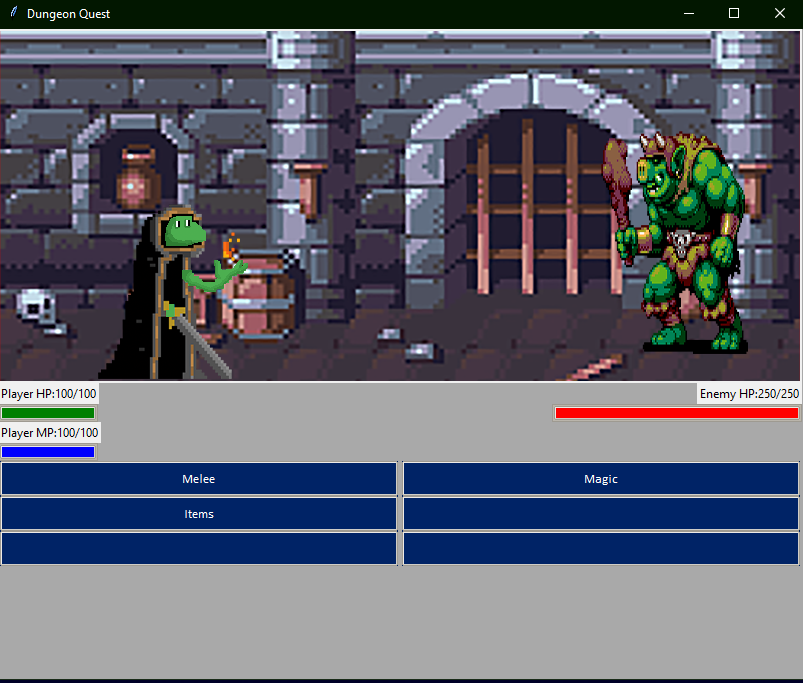 Dungeon Quest
Player HP:100/100
Enemy HP:250/250
Player MP:100/100
Melee
Magic
Items